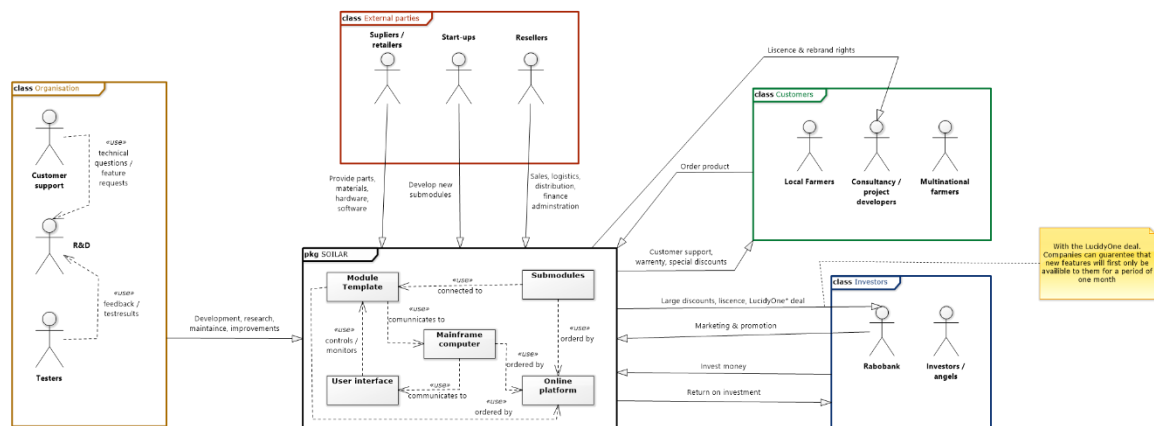 class External parties
Supliers /
retailers
Start-ups
Resellers
Liscence & rebrand rights
class Organisation
«use»
technical
questions /
feature
requests
Customer
support
R&D
«use»
feedback /
testresults
Testers
class Customers
Local Farmers
Consultancy /
project
developers
Multinational
farmers
Order product
Provide parts,
materials,
hardware,
software
Develop new
submodules
Sales, logistics,
distribution,
finance
adminstration
Customer support,
warrenty, special discounts
With the LucidyOne deal.
Companies can guarentee that
new features will first only be
availible to them for a period of
one month
Development, research,
maintaince, improvements
pkg SOILAR
Module
Template
Submodules
«use»
connected to
«use»
comunnicates to
«use»
controls /
monitors
Mainframe
computer
«use»
orderd by
«use»
ordered by
User interface
«use»
communicates to
Online
platform
«use»
ordered by
Large discounts, liscence, LucidyOne* deal
Marketing & promotion
Invest money
Return on investment
class Investors
Rabobank
Investors /
angels